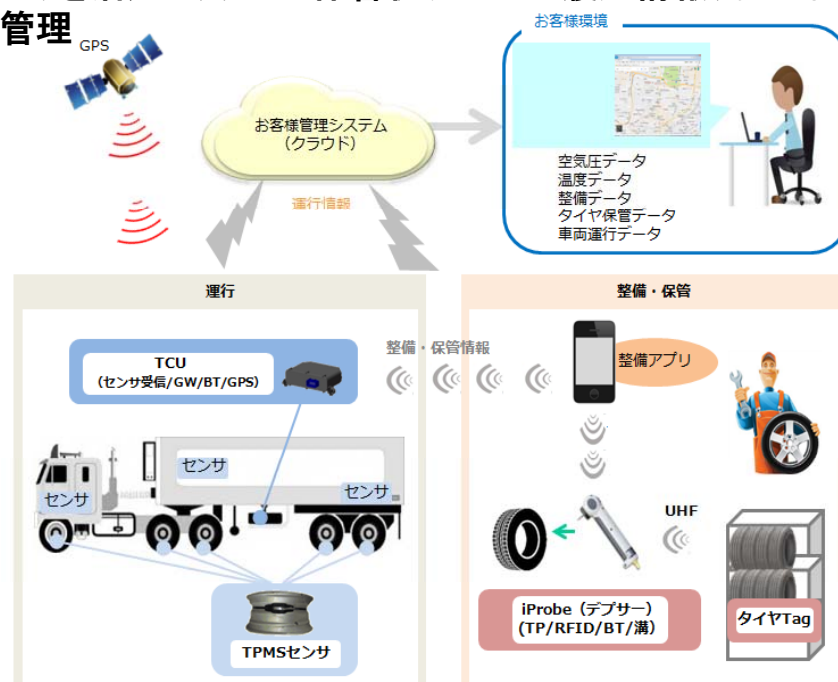 管理
GPS
お客様環境
お客様管理システム
（クラウド）
運行情報
空気圧データ
温度データ
整備データ
タイヤ保管データ
車両運行データ
運行
整備・保管
TCU
（センサ受信/GW/BT/GPS）
整備・保管情報
整備アプリ
センサ
センサ
センサ
UHF
iProbe（デプサー）
(TP/RFID/BT/溝）
タイヤTag
TPMSセンサ